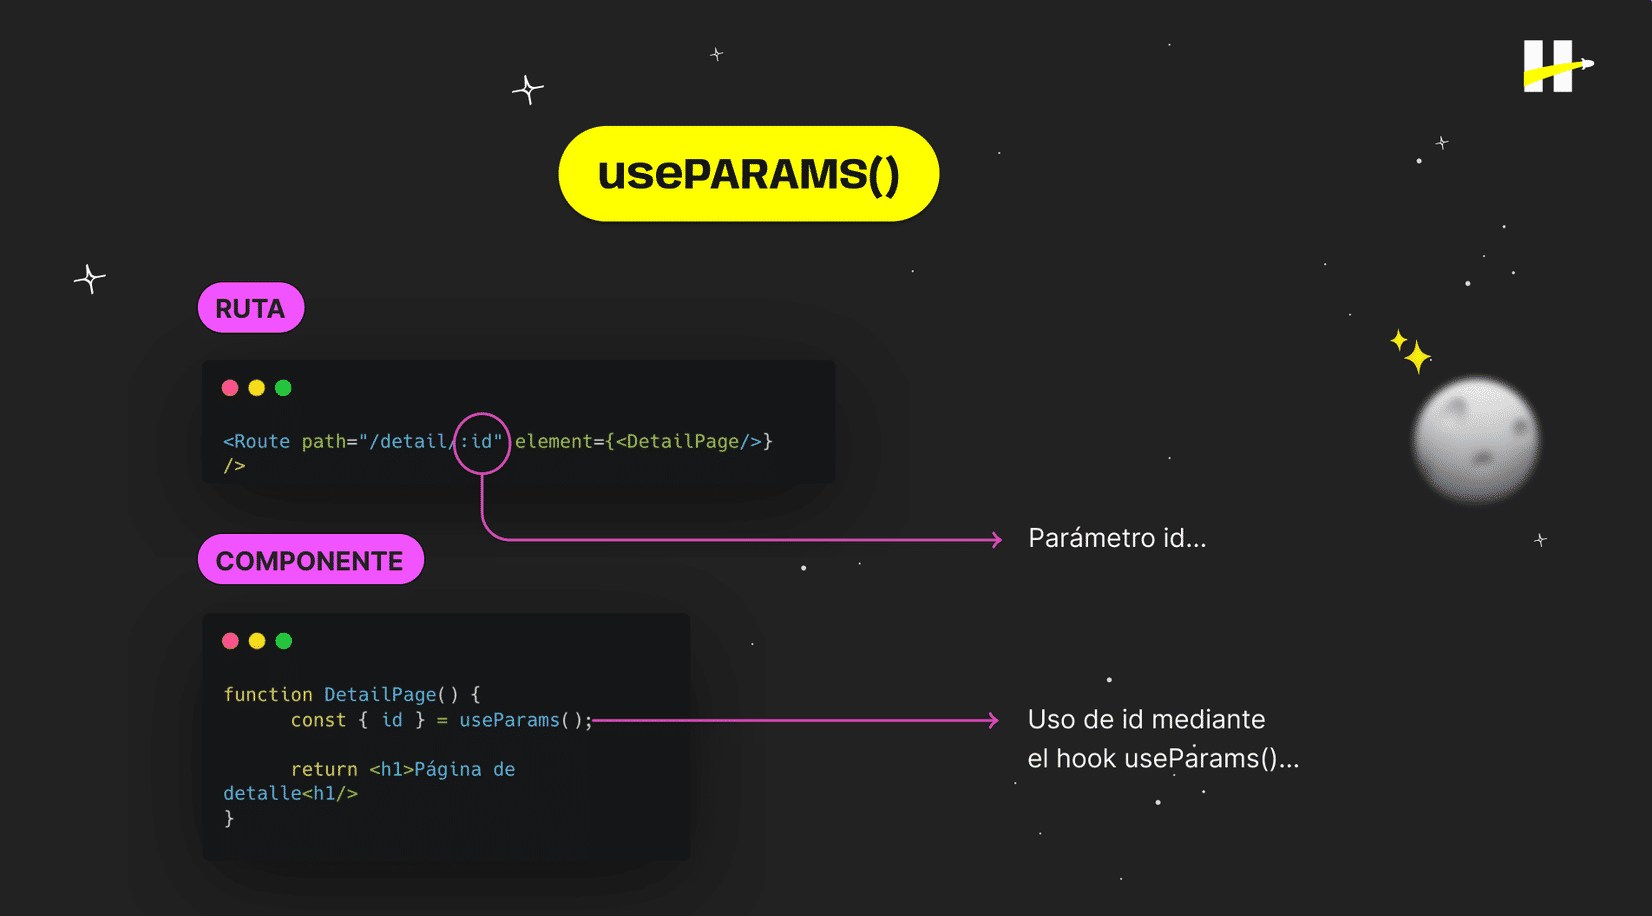 usePARAMS()
RUTA
<Route path="/detail/:id" element={<DetailPage/>}
/>
Parámetro id...
COMPONENTE
function DetailPage() {
const { id } = useParams();
return <h1>Página de
detalle<h1/>
}
Uso de id mediante
el hook useParams()...